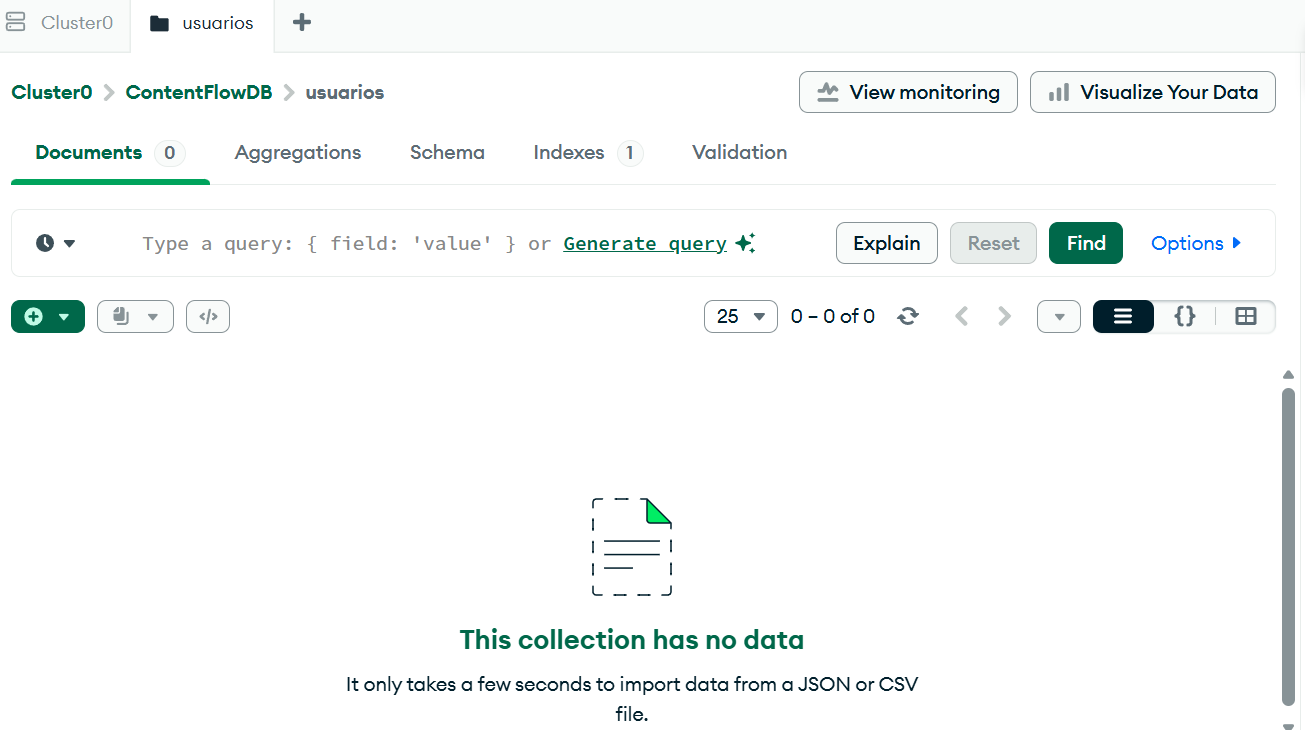 Cluster0 usuarios
Cluster0 ContentFlowDB usuarios View monitoring Visualize Your Data
Documents 0 Aggregations Schema Indexes 1 Validation
Type a query: { field: 'value' } or Generate query Explain Reset Find Options
25 0 – 0 of 0
This collection has no data
It only takes a few seconds to import data from a JSON or CSV
file.